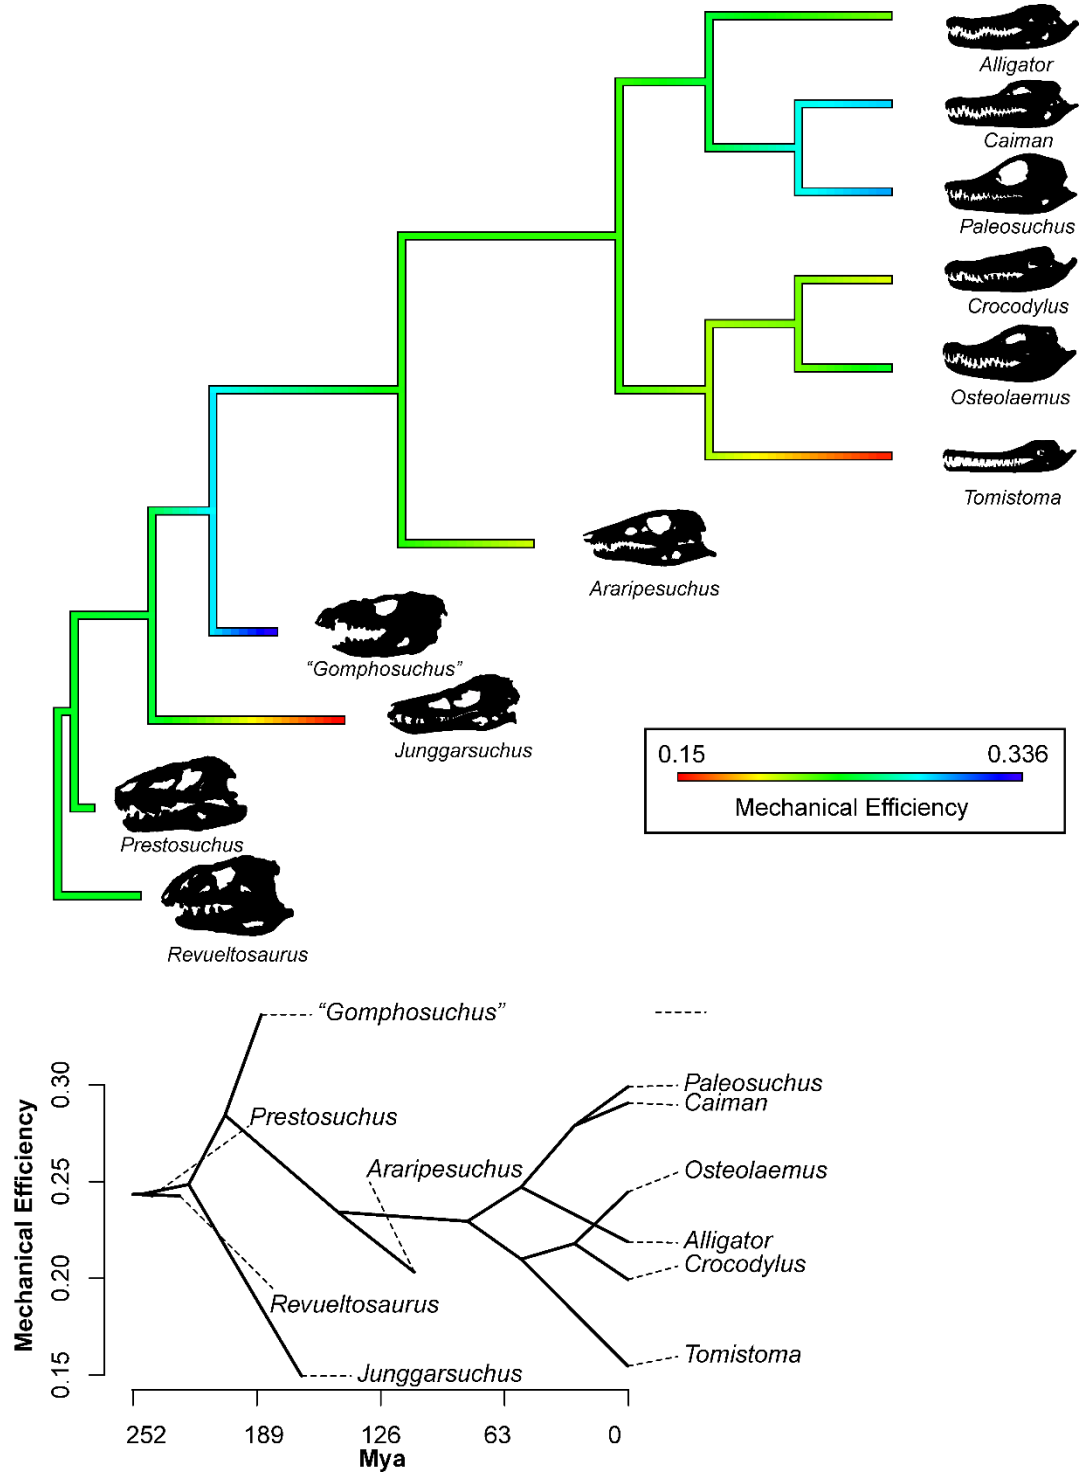 Alligator
Caiman
Paleosuchus
Crocodylus
Osteolaemus
Tomistoma
Araripesuchus
“Gomphosuchus”
Junggarsuchus
0.15 0.336
Mechanical Efficiency
Prestosuchus
Revueltosaurus
“Gomphosuchus”
Paleosuchus
Caiman
Prestosuchus
Araripesuchus
Osteolaemus
Alligator
Crocodylus
Revueltosaurus
Tomistoma
Junggarsuchus
Mechanical Efficiency
0.30
0.25
0.20
0.15
252 189 126 63 0
Mya